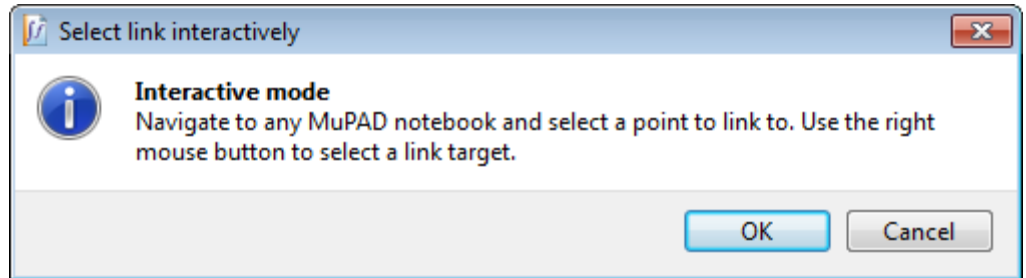 Select link interactively
Interactive mode
Navigate to any MuPAD notebook and select a point to link to. Use the right
mouse button to select a link target.
OK
Cancel